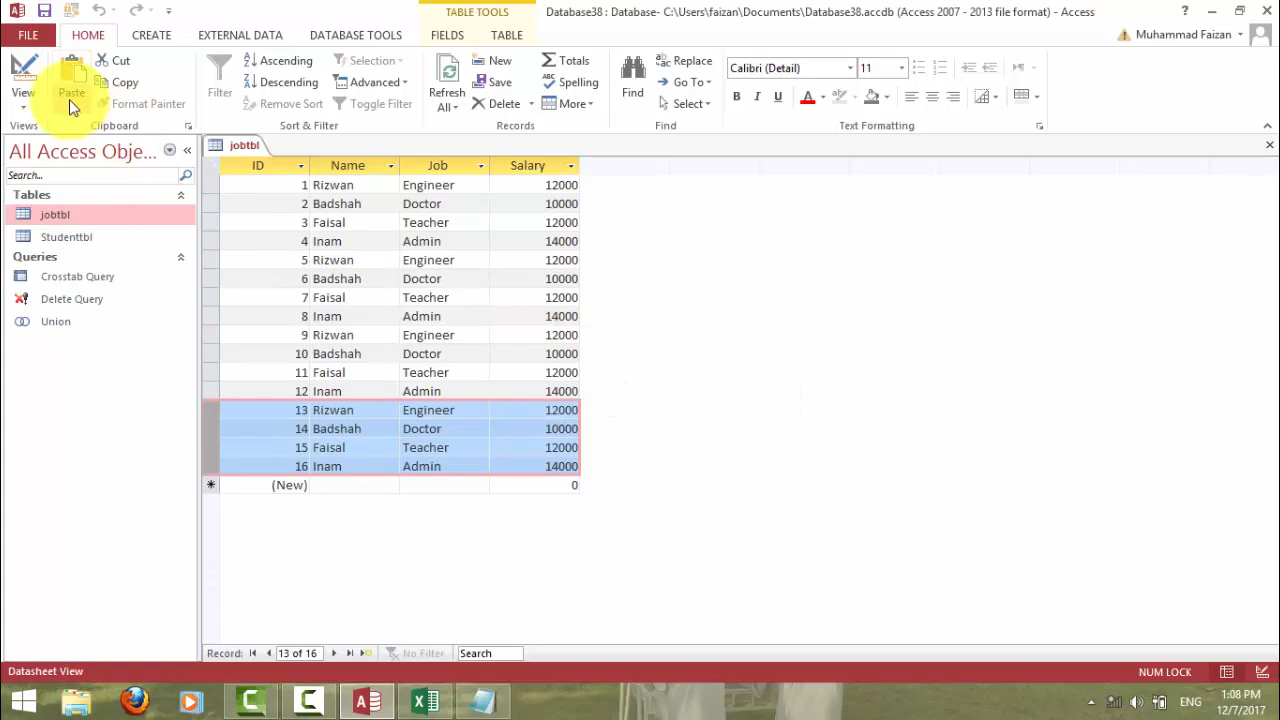 TABLE TOOLS
Database38 : Database- C:\Users\faizan\Documents\Database38.accdb (Access 2007 - 2013 file format) - Access
FILE HOME CREATE EXTERNAL DATA DATABASE TOOLS FIELDS TABLE
Muhammad Faizan
View
Paste
Cut
Copy
Format Painter
Filter
Ascending
Descending
Remove Sort
Selection
Advanced
Toggle Filter
Refresh
All
New
Save
Delete
Totals
Spelling
More
Find
Replace
Go To
Select
Calibri (Detail)
11
B I U A
Views Clipboard Sort & Filter Records Find Text Formatting
All Access Obje...
Search...
Tables
jobtbl
Studenttbl
Queries
Crosstab Query
Delete Query
Union
jobtbl
ID Name Job Salary
1 Rizwan Engineer 12000
2 Badshah Doctor 10000
3 Faisal Teacher 12000
4 Inam Admin 14000
5 Rizwan Engineer 12000
6 Badshah Doctor 10000
7 Faisal Teacher 12000
8 Inam Admin 14000
9 Rizwan Engineer 12000
10 Badshah Doctor 10000
11 Faisal Teacher 12000
12 Inam Admin 14000
13 Rizwan Engineer 12000
14 Badshah Doctor 10000
15 Faisal Teacher 12000
16 Inam Admin 14000
(New) 0
Record: 13 of 16 No Filter Search
Datasheet View
NUM LOCK
ENG
1:08 PM
12/7/2017